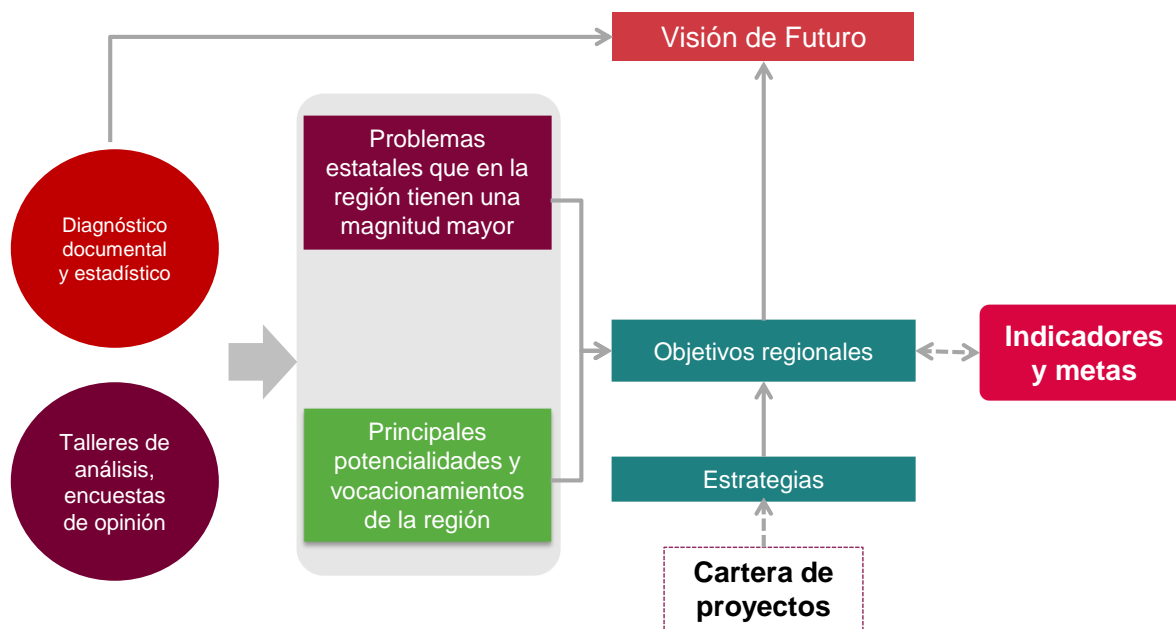 Visión de Futuro
Problemas
estatales que en la
región tienen una
magnitud mayor
Diagnóstico
documental
y estadístico
Objetivos regionales
Indicadores
y metas
Talleres de
análisis,
encuestas
de opinión
Principales
potencialidades y
vocacionamientos
de la región
Estrategias
Cartera de
proyectos